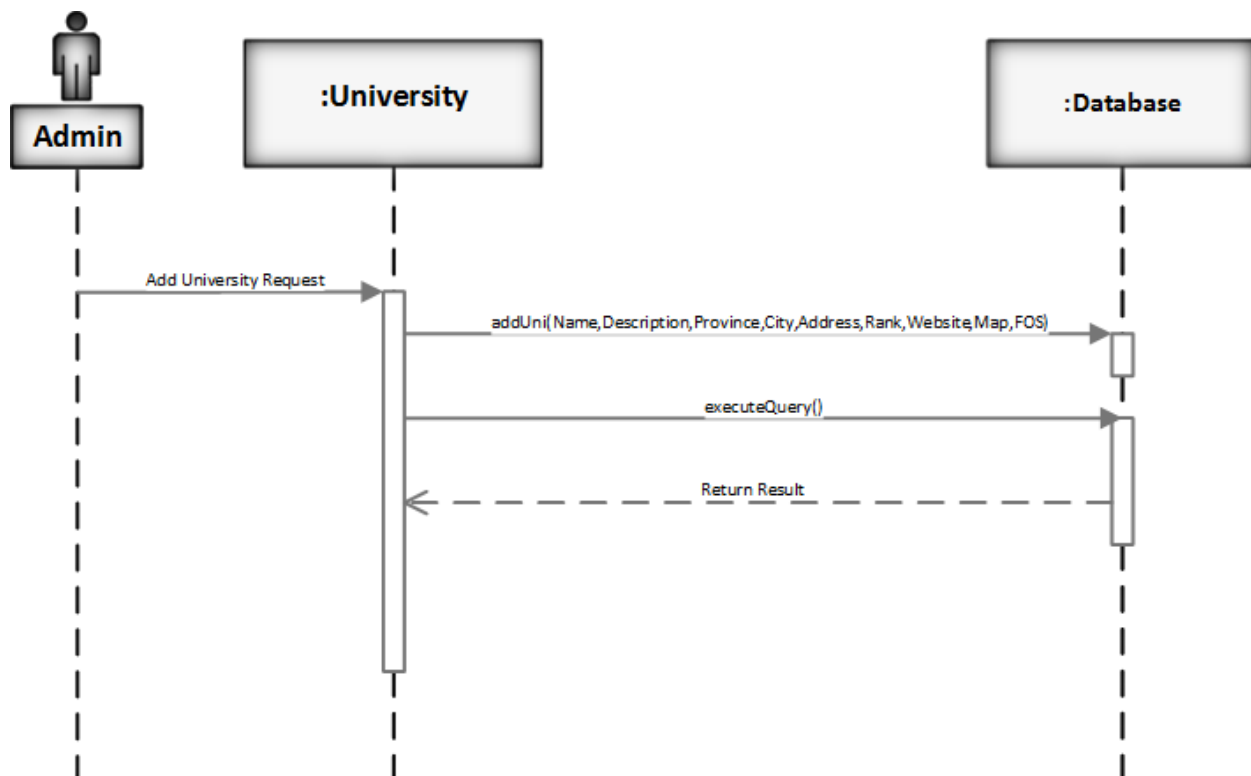 :University
:Database
Admin
Add University Request
addUni(Name,Description,Province,City,Address,Rank,Website,Map,FOS)
executeQuery()
Return Result